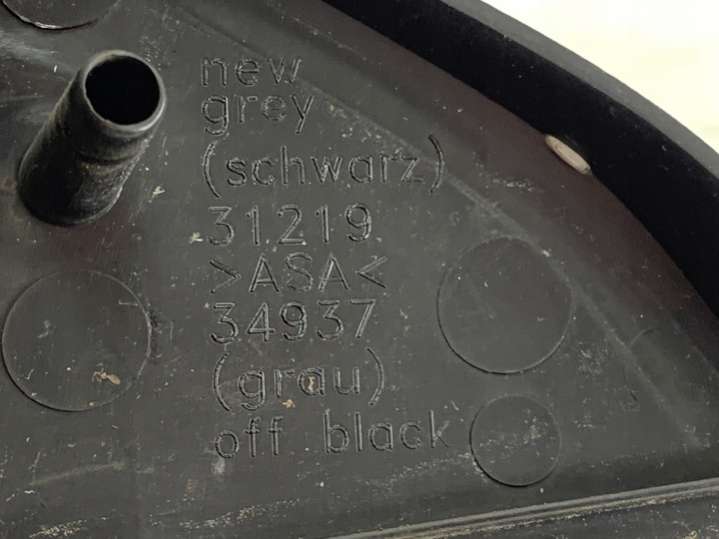 new
grey
(schwarz)
31219
>ASA<
34937
(grau)
off black